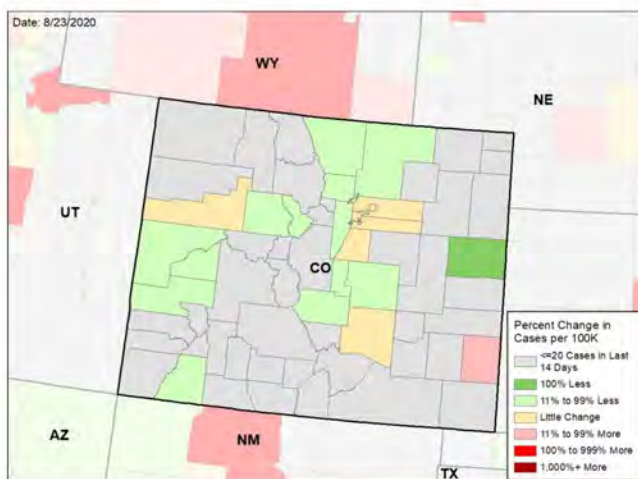 Date: 8/23/2020
WY
NE
UT
CO
AZ
NM
TX
Percent Change in
Cases per 100K
<=20 Cases in Last
14 Days
100% Less
11% to 99% Less
Little Change
11% to 99% More
100% to 999% More
1,000%+ More